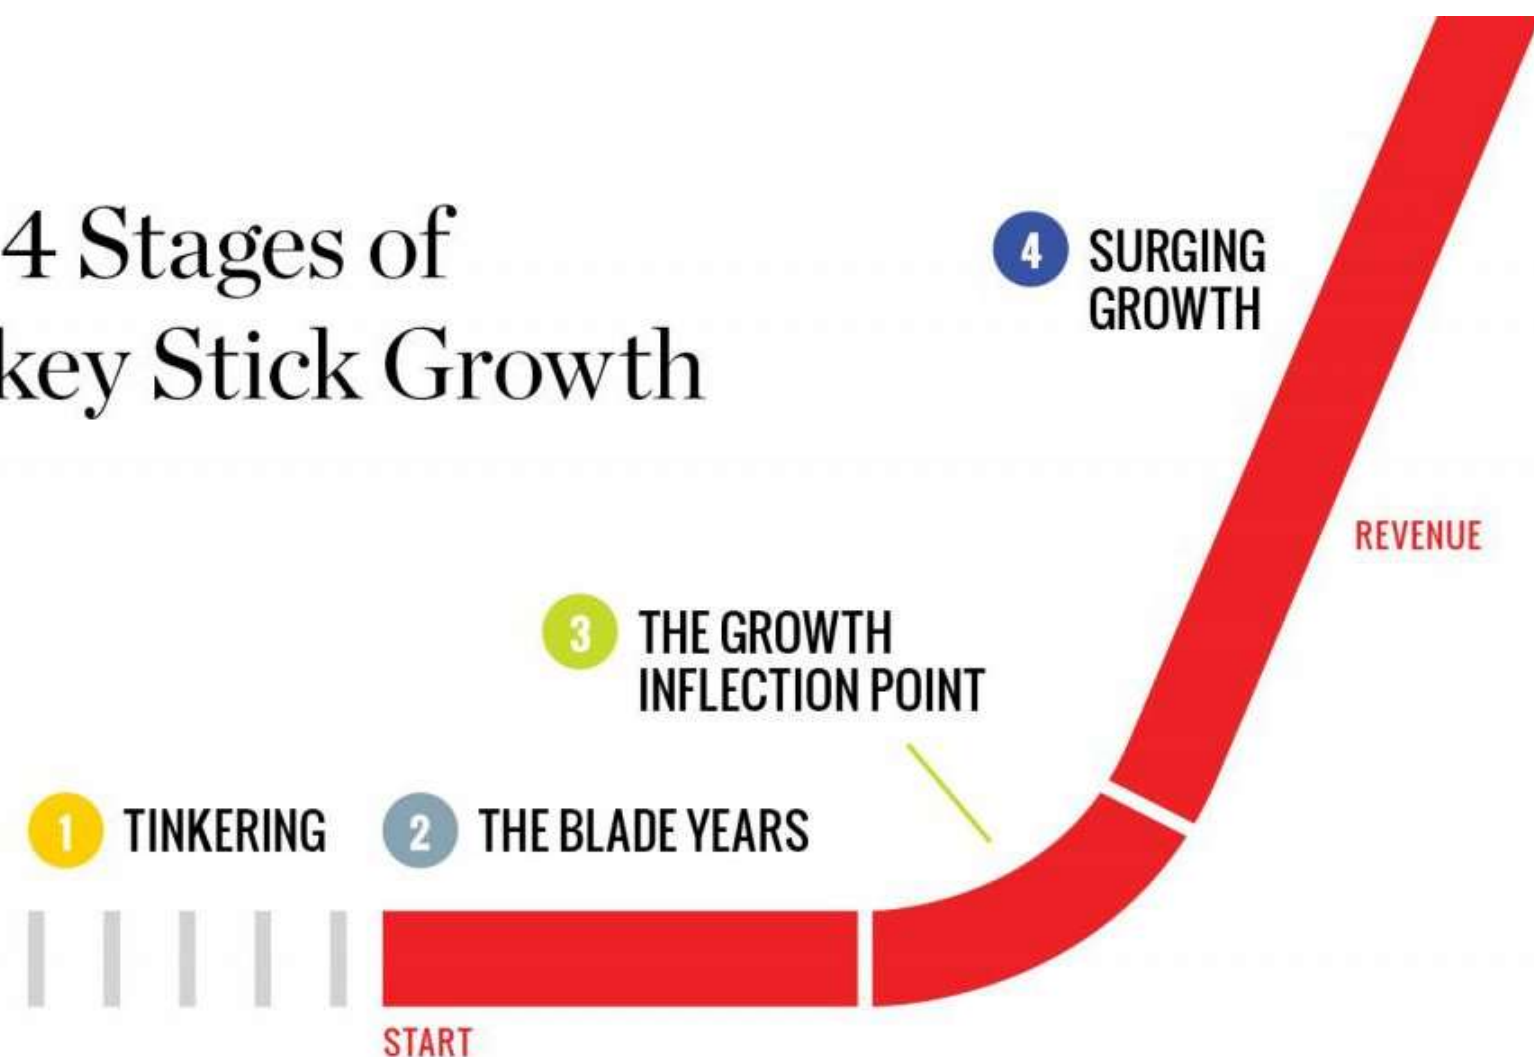 4 Stages of
key Stick Growth
4 SURGING
GROWTH
REVENUE
3 THE GROWTH
INFLECTION POINT
1 TINKERING
2 THE BLADE YEARS
START